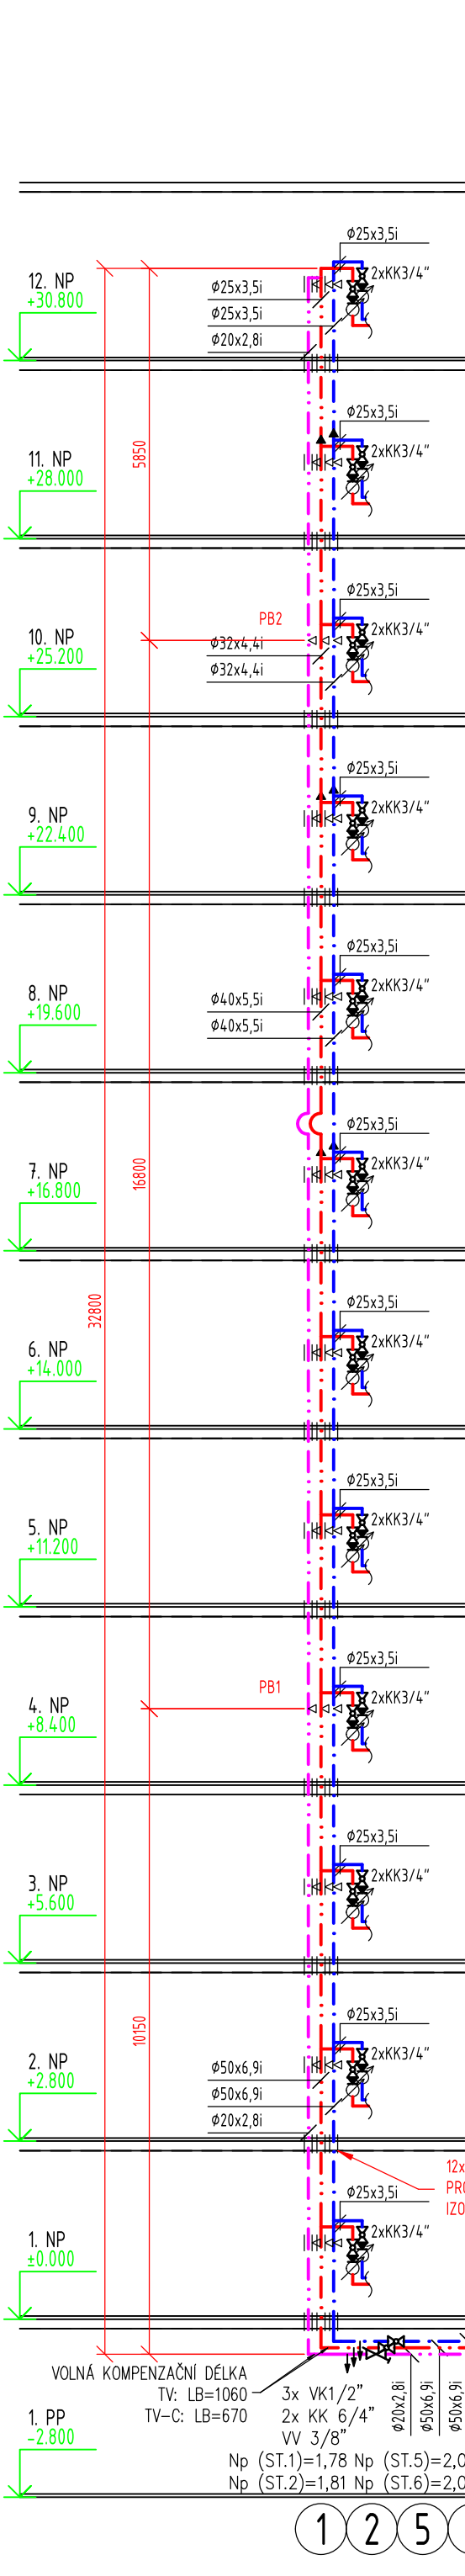 ϕ25x3,5i
12. NP
+30.800
2xKK3/4"
ϕ25x3,5i
ϕ25x3,5i
ϕ20x2,8i
ϕ25x3,5i
11. NP
+28.000
2xKK3/4"
5850
ϕ25x3,5i
PB2
10. NP
+25.200
2xKK3/4"
ϕ32x4,4i
ϕ32x4,4i
ϕ25x3,5i
9. NP
+22.400
2xKK3/4"
ϕ25x3,5i
8. NP
+19.600
2xKK3/4"
ϕ40x5,5i
ϕ40x5,5i
ϕ25x3,5i
7. NP
+16.800
2xKK3/4"
16800
32800
ϕ25x3,5i
6. NP
+14.000
2xKK3/4"
ϕ25x3,5i
5. NP
+11.200
2xKK3/4"
ϕ25x3,5i
PB1
4. NP
+8.400
2xKK3/4"
ϕ25x3,5i
3. NP
+5.600
2xKK3/4"
10150
ϕ25x3,5i
2. NP
+2.800
2xKK3/4"
ϕ50x6,9i
ϕ50x6,9i
ϕ20x2,8i
12x
PRO
IZO
ϕ25x3,5i
1. NP
±0.000
2xKK3/4"
VOLNÁ KOMPENZAČNÍ DÉLKA
TV: LB=1060
TV-C: LB=670
3x VK1/2"
2x KK 6/4"
VV 3/8"
ϕ20x2,8i
ϕ50x6,9i
ϕ50x6,9i
1. PP
-2.800
Np (ST.1)=1,78 Np (ST.5)=2,0
Np (ST.2)=1,81 Np (ST.6)=2,0
1 2 5